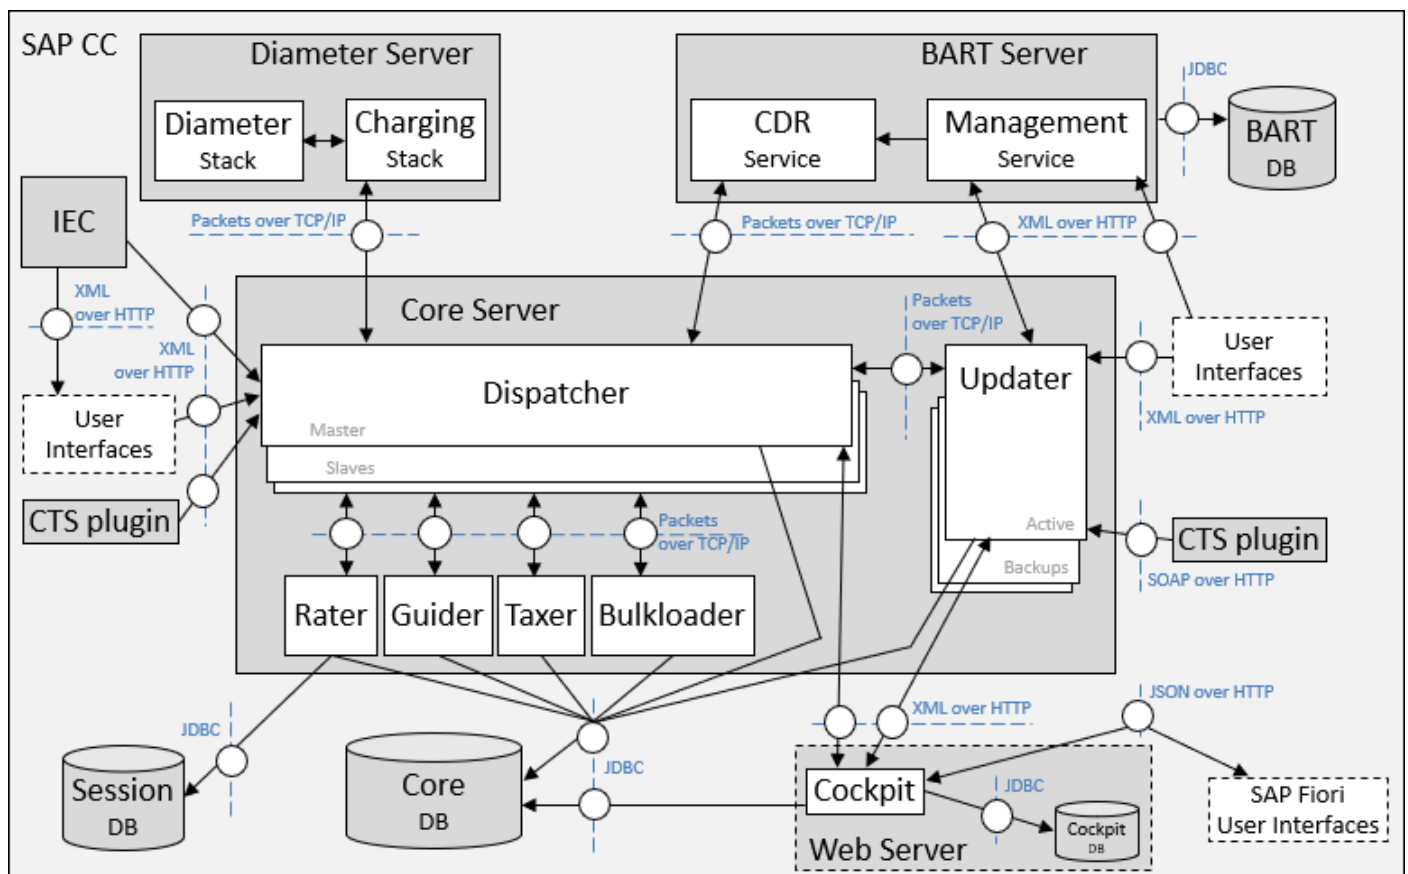 SAP CC
Diameter Server
Diameter
Stack
Charging
Stack
BART Server
CDR
Service
Management
Service
JDBC
BART
DB
IEC
Packets over TCP/IP
Packets over TCP/IP
XML over HTTP
XML
over HTTP
XML
over HTTP
User
Interfaces
CTS plugin
Core Server
Dispatcher
Master
Slaves
Packets
over TCP/IP
Updater
Active
Backups
User
Interfaces
XML over HTTP
CTS plugin
SOAP over HTTP
Packets
over TCP/IP
Rater
Guider
Taxer
Bulkloader
JDBC
Session
DB
Core
DB
JDBC
XML over HTTP
JSON over HTTP
Cockpit
JDBC
Cockpit
DB
Web Server
SAP Fiori
User Interfaces